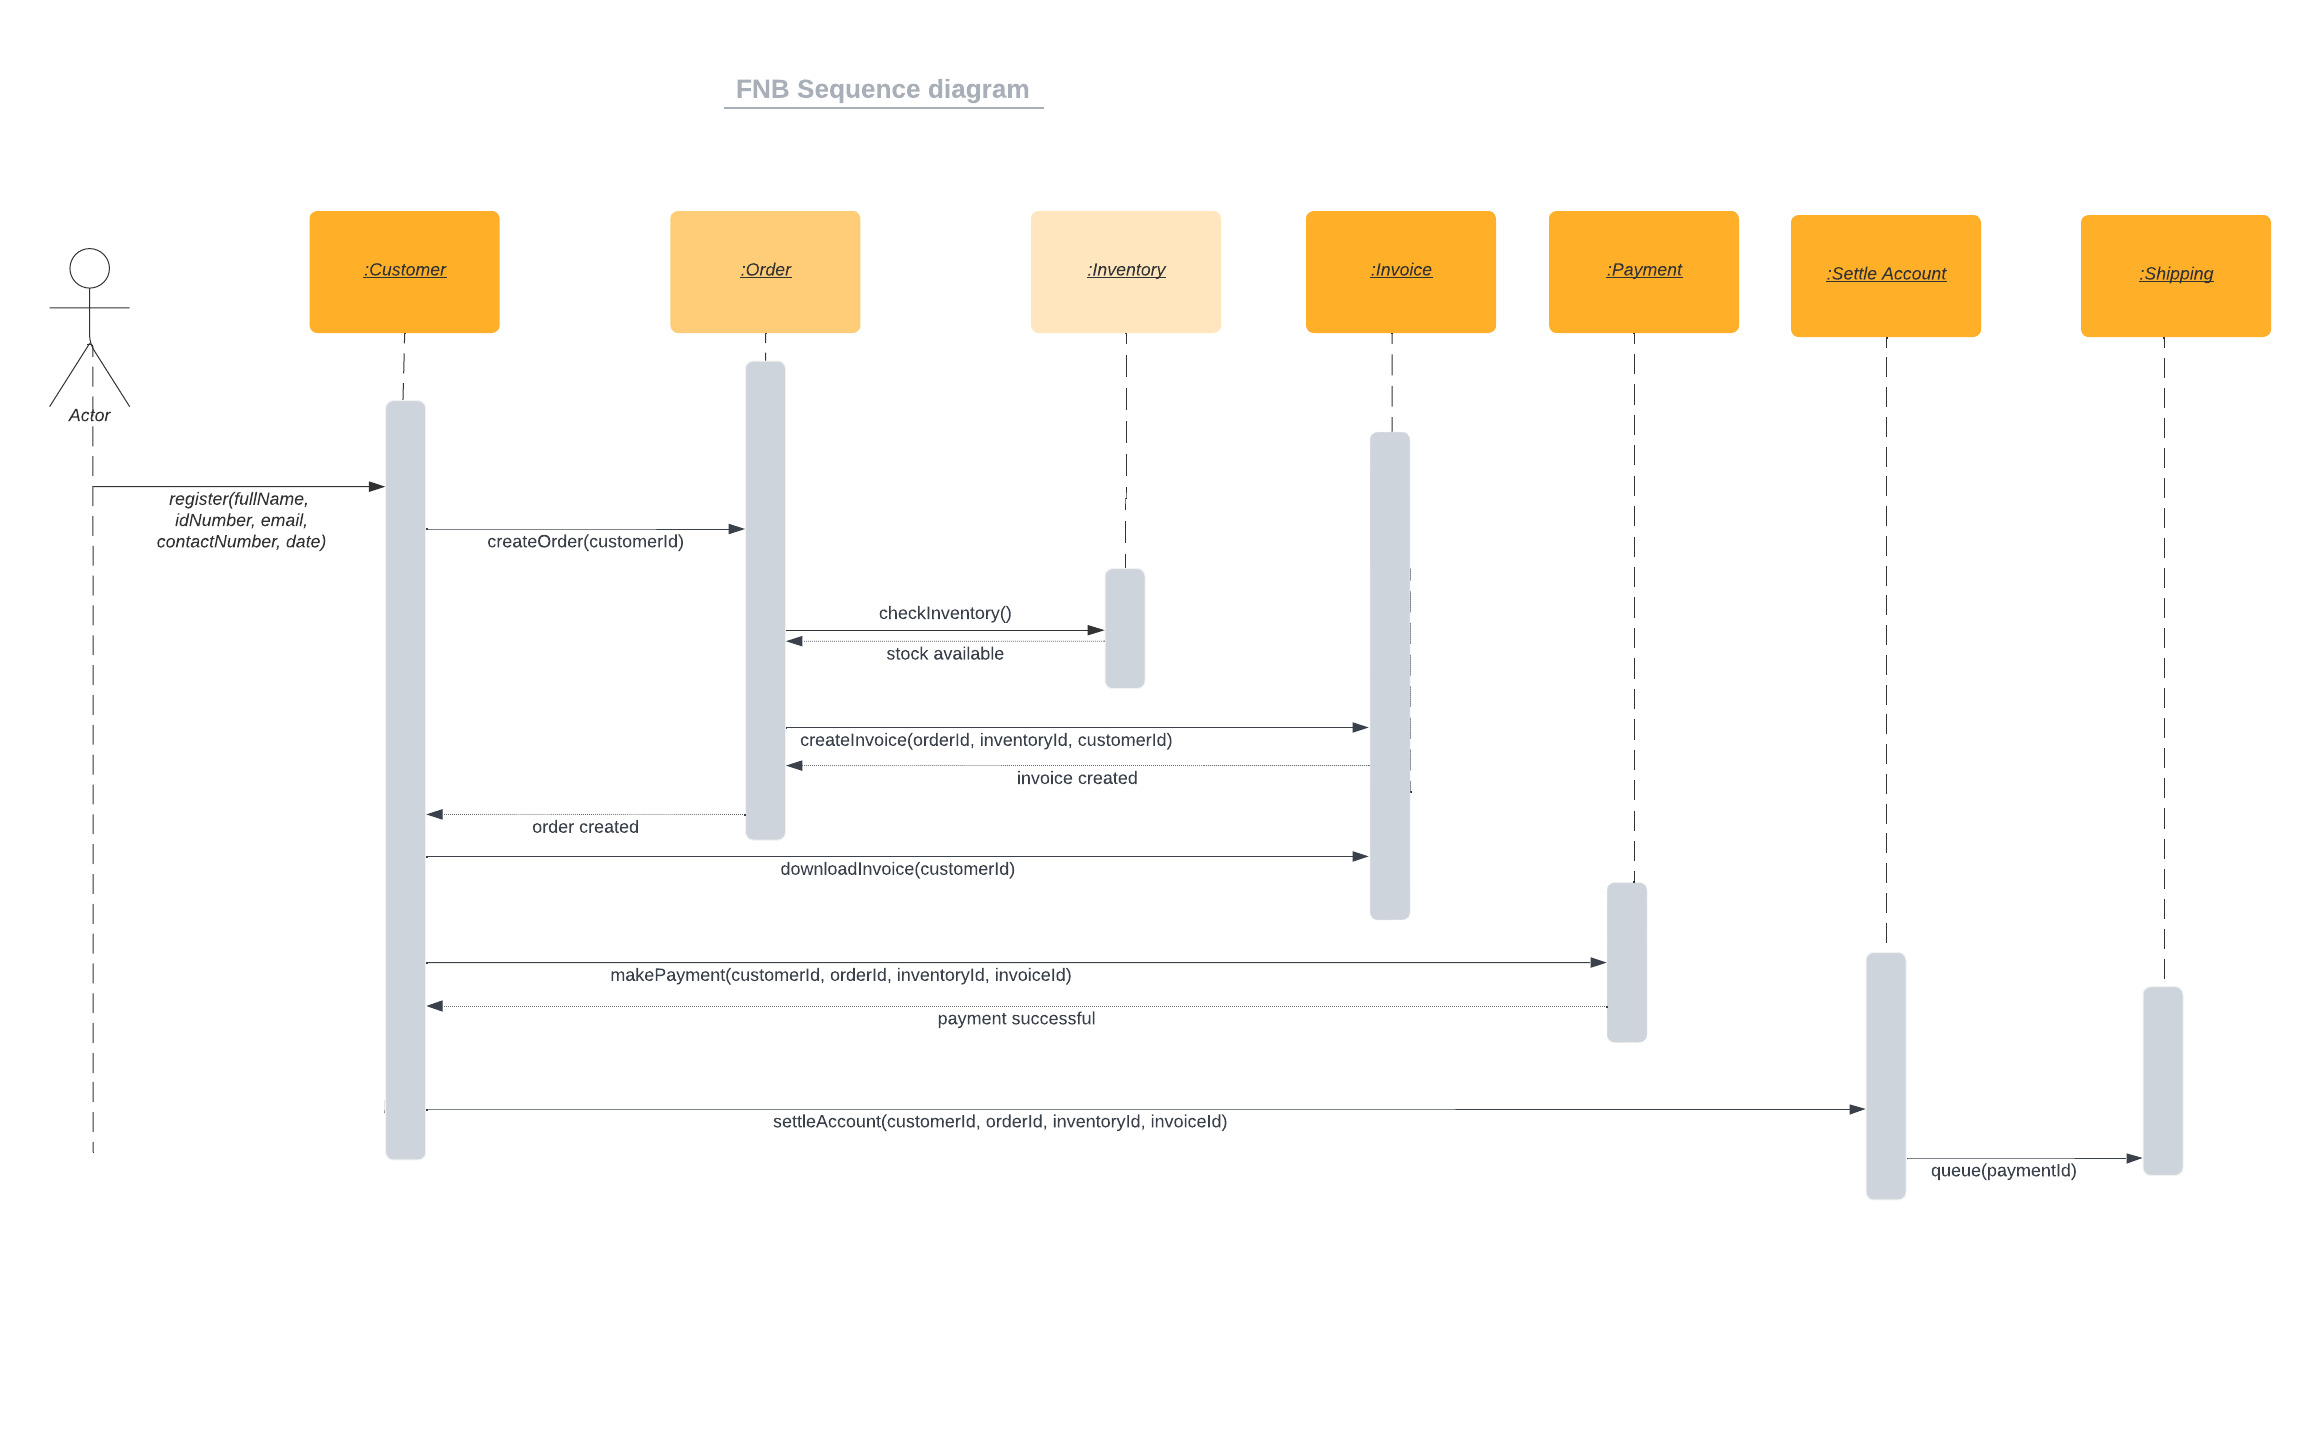 FNB Sequence diagram
:Customer
:Order
:Inventory
:Invoice
:Payment
:Settle Account
:Shipping
Actor
register(fullName,
idNumber, email,
contactNumber, date)
createOrder(customerId)
checkInventory()
stock available
createInvoice(orderId, inventoryId, customerId)
invoice created
order created
downloadInvoice(customerId)
makePayment(customerId, orderId, inventoryId, invoiceId)
payment successful
settleAccount(customerId, orderId, inventoryId, invoiceId)
queue(paymentId)